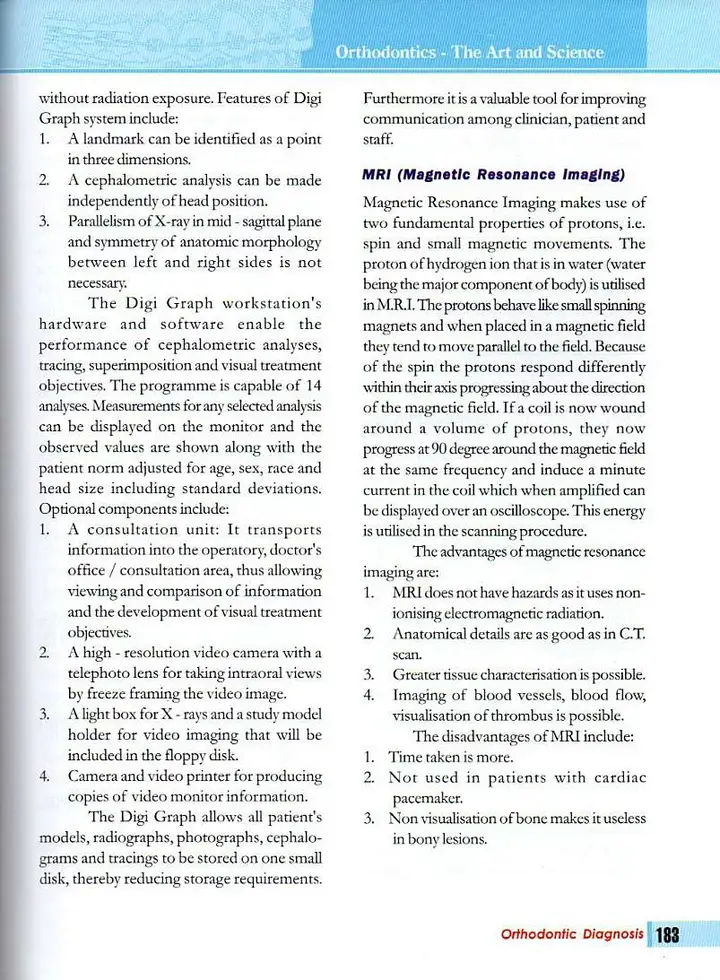 Orthodontics - The Art and Science
without radiation exposure. Features of Digi
Graph system include:
1. A landmark can be identified as a point
in three dimensions.
2. A cephalometric analysis can be made
independently of head position.
3. Parallelism of X-ray in mid - sagittal plane
and symmetry of anatomic morphology
between left and right sides is not
necessary.
The Digi Graph workstation's
hardware and software enable the
performance of cephalometric analyses,
tracing, superimposition and visual treatment
objectives. The programme is capable of 14
analyses. Measurements for any selected analysis
can be displayed on the monitor and the
observed values are shown along with the
patient norm adjusted for age, sex, race and
head size including standard deviations.
Optional components include:
1. A consultation unit: It transports
information into the operatory, doctor's
office / consultation area, thus allowing
viewing and comparison of information
and the development of visual treatment
objectives.
2. A high - resolution video camera with a
telephoto lens for taking intraoral views
by freeze framing the video image.
3. A light box for X - rays and a study model
holder for video imaging that will be
included in the floppy disk.
4. Camera and video printer for producing
copies of video monitor information.
The Digi Graph allows all patient's
models, radiographs, photographs, cephalo-
grams and tracings to be stored on one small
disk, thereby reducing storage requirements.
Furthermore it is a valuable tool for improving
communication among clinician, patient and
staff.
MRI (Magnetic Resonance Imaging)
Magnetic Resonance Imaging makes use of
two fundamental properties of protons, i.e.
spin and small magnetic movements. The
proton of hydrogen ion that is in water (water
being the major component of body) is utilised
in M.R.I. The protons behave like small spinning
magnets and when placed in a magnetic field
they tend to move parallel to the field. Because
of the spin the protons respond differently
within their axis progressing about the direction
of the magnetic field. If a coil is now wound
around a volume of protons, they now
progress at 90 degree around the magnetic field
at the same frequency and induce a minute
current in the coil which when amplified can
be displayed over an oscilloscope. This energy
is utilised in the scanning procedure.
The advantages of magnetic resonance
imaging are:
1. MRI does not have hazards as it uses non-
ionising electromagnetic radiation.
2. Anatomical details are as good as in C.T.
scan.
3. Greater tissue characterisation is possible.
4. Imaging of blood vessels, blood flow,
visualisation of thrombus is possible.
The disadvantages of MRI include:
1. Time taken is more.
2. Not used in patients with cardiac
pacemaker.
3. Non visualisation of bone makes it useless
in bony lesions.
Orthodontic Diagnosis 183